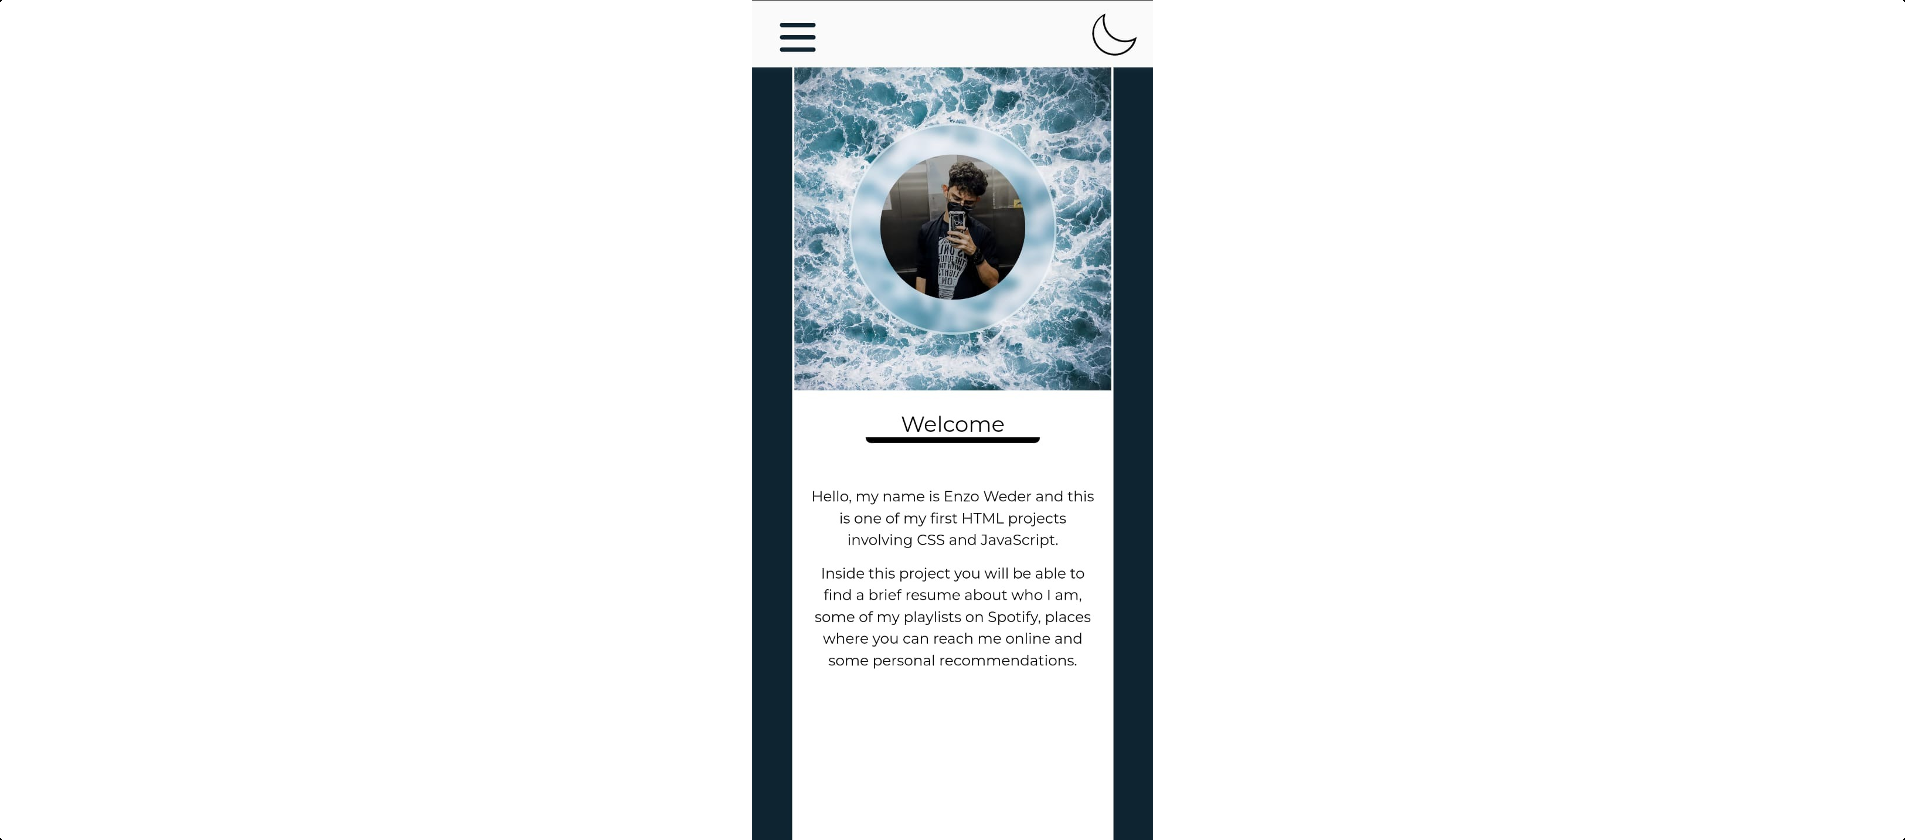 Welcome
Hello, my name is Enzo Weder and this
is one of my first HTML projects
involving CSS and JavaScript.
Inside this project you will be able to
find a brief resume about who I am,
some of my playlists on Spotify, places
where you can reach me online and
some personal recommendations.